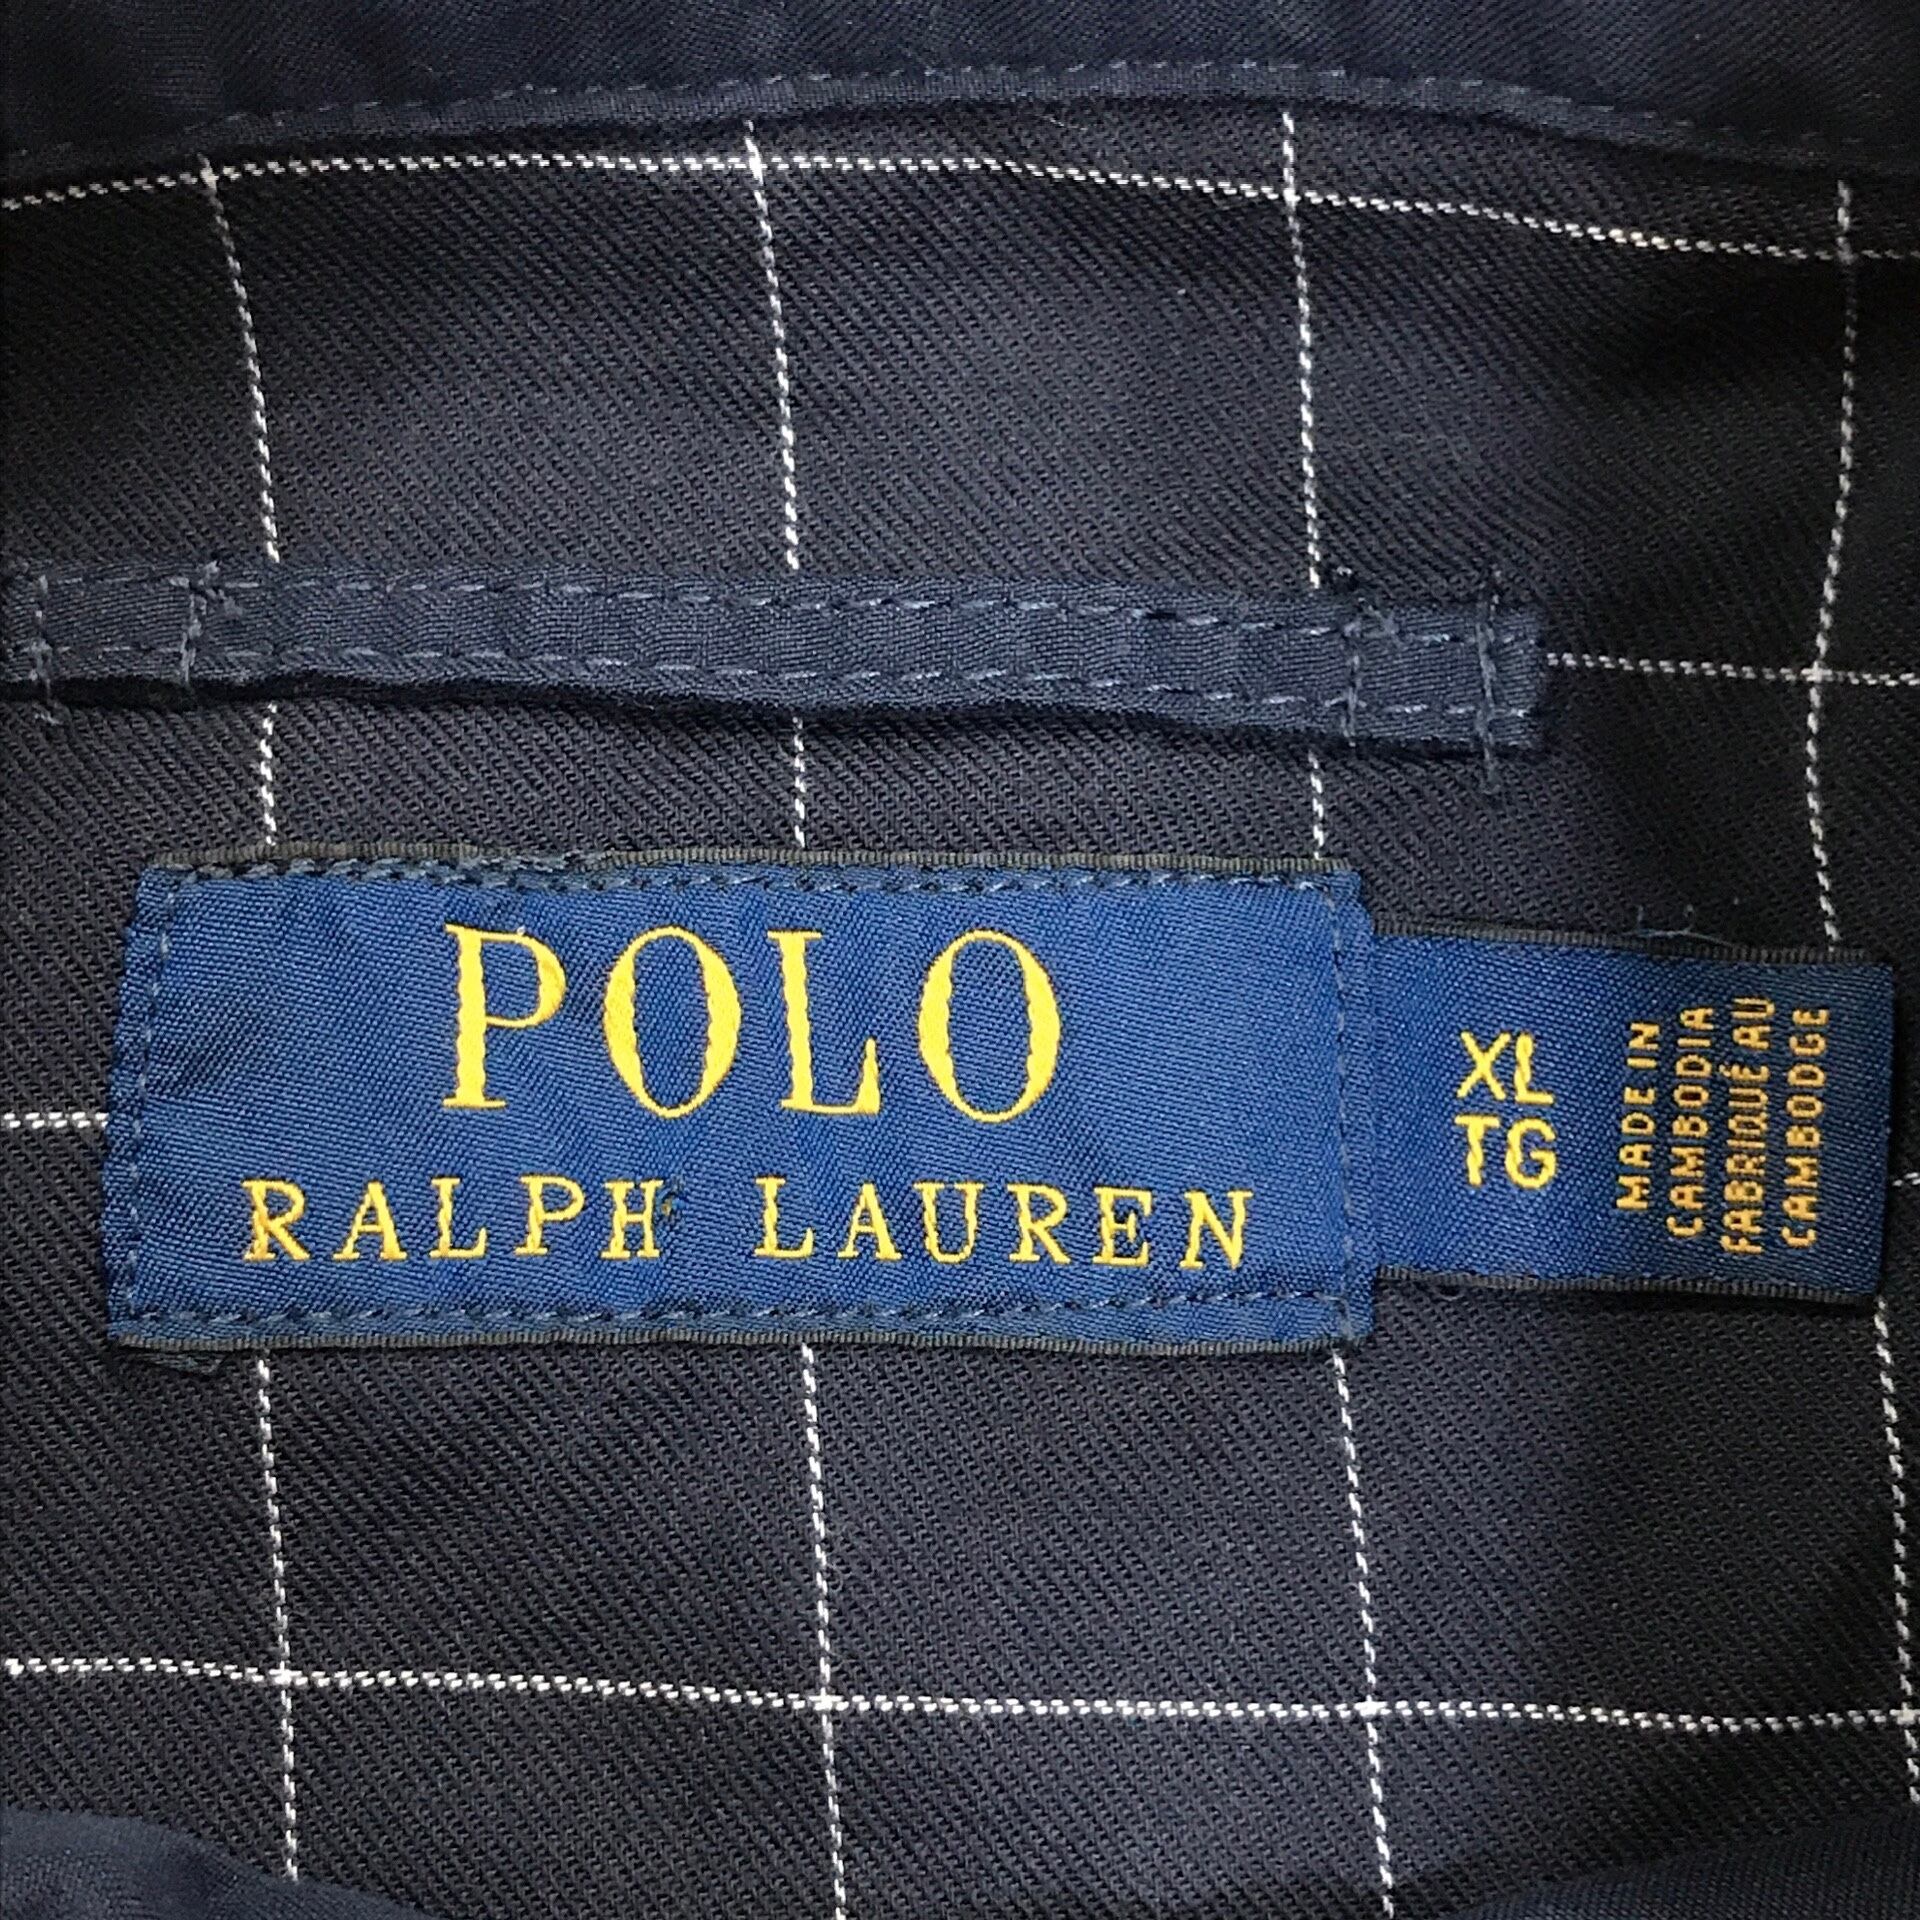 POLO
RALPH LAUREN
XL
TG
MADE IN
CAMBODIA
FABRIQUÉ AU
CAMBODGE